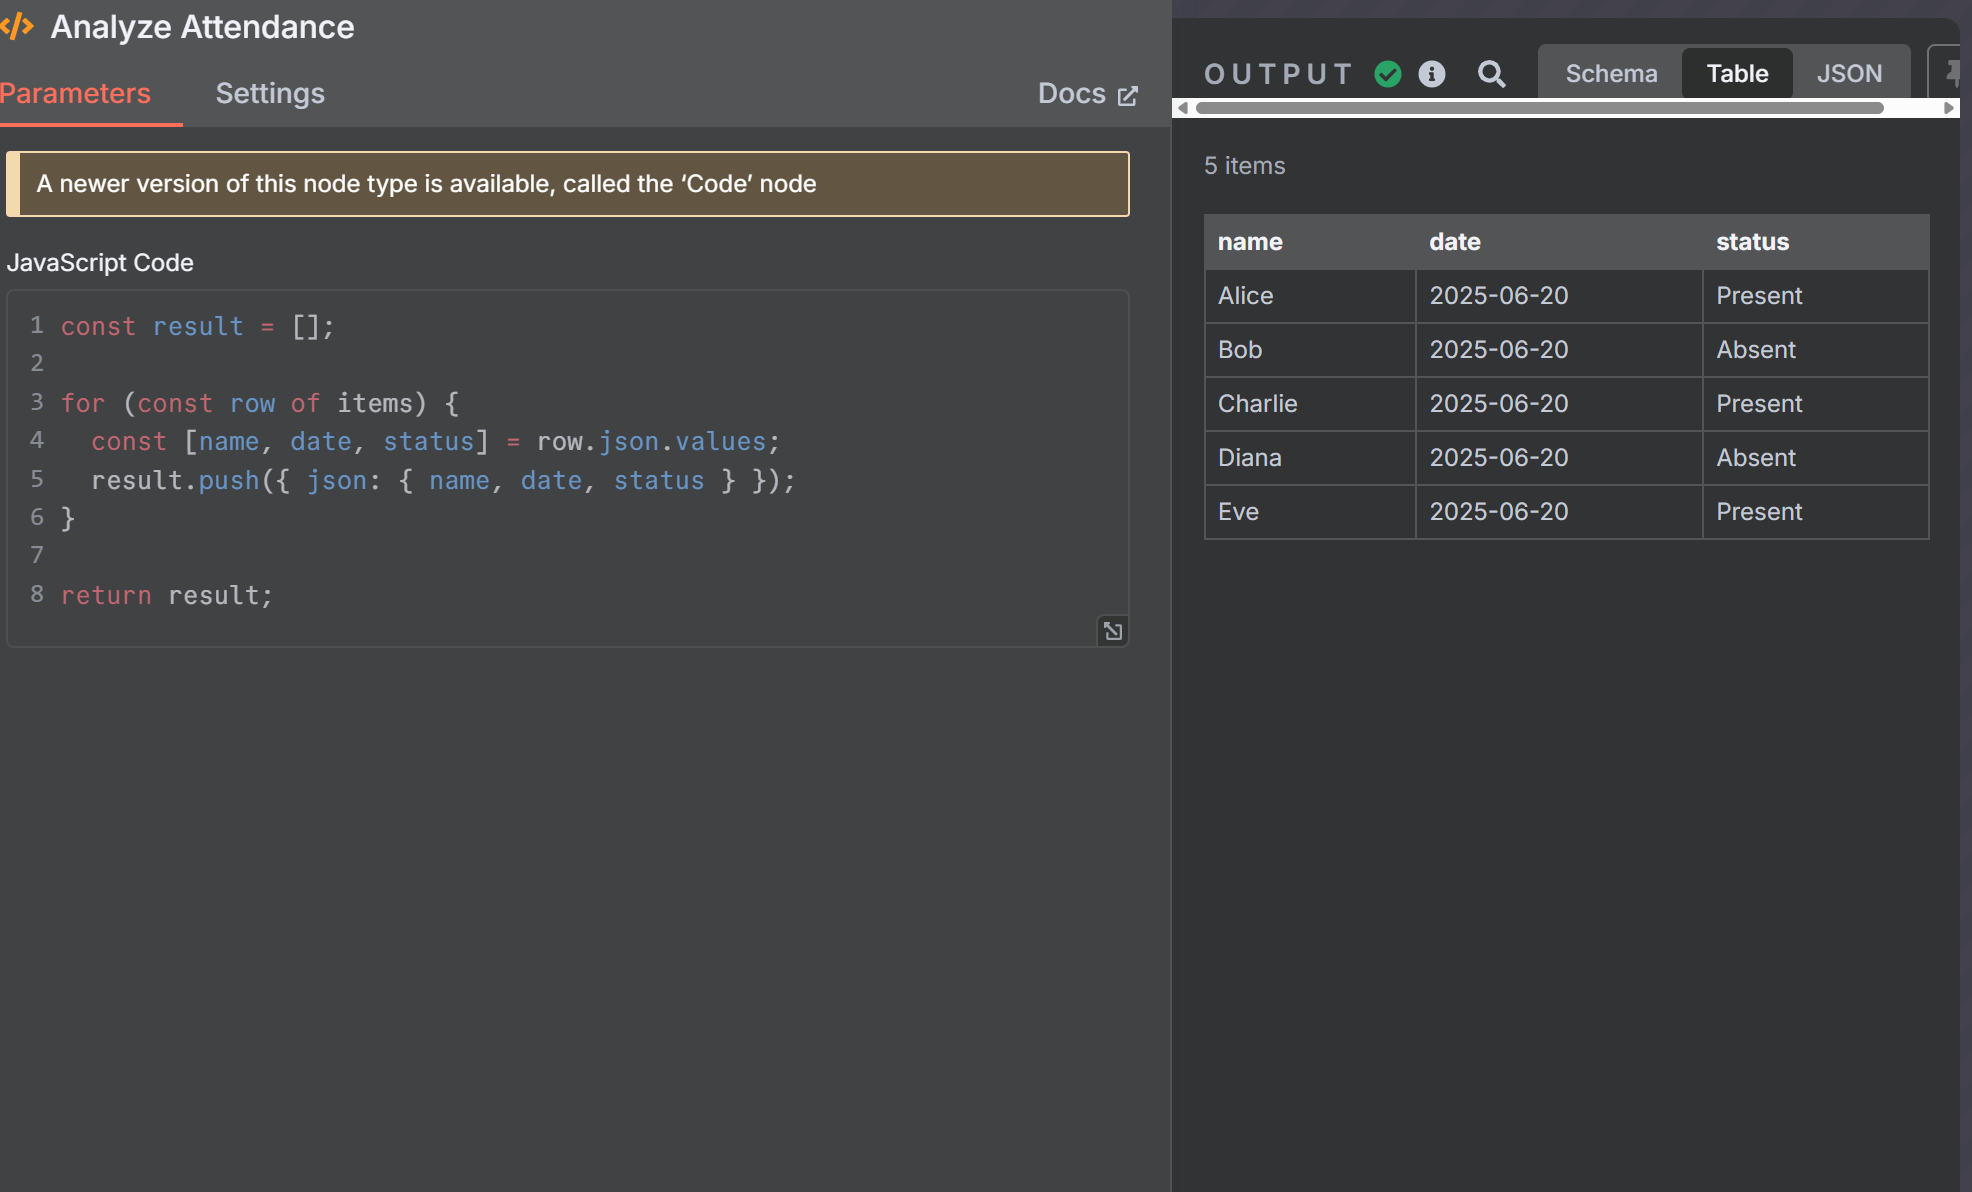 Analyze Attendance
Parameters
Settings
Docs
A newer version of this node type is available, called the ‘Code’ node
JavaScript Code
1 const result = [];
2
3 for (const row of items) {
4   const [name, date, status] = row.json.values;
5   result.push({ json: { name, date, status } });
6 }
7
8 return result;
OUTPUT
Schema
Table
JSON
5 items
name date status
Alice 2025-06-20 Present
Bob 2025-06-20 Absent
Charlie 2025-06-20 Present
Diana 2025-06-20 Absent
Eve 2025-06-20 Present